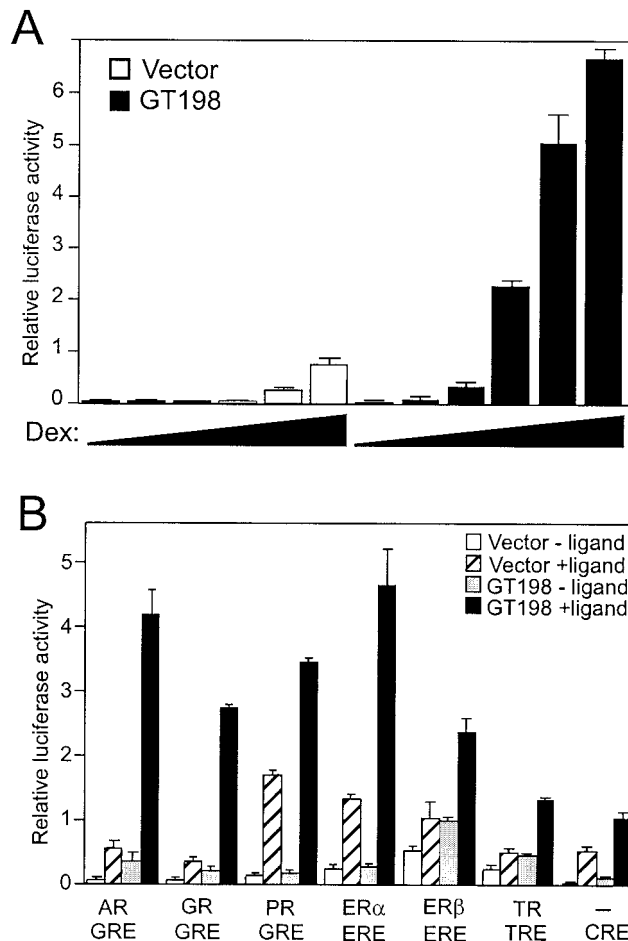 A
Vector
GT198
Relative luciferase activity
6
5
4
3
2
1
0
Dex:
B
Vector - ligand
Vector +ligand
GT198 - ligand
GT198 +ligand
Relative luciferase activity
5
4
3
2
1
0
AR GR PR ERα ERβ TR –
GRE GRE GRE ERE ERE TRE CRE